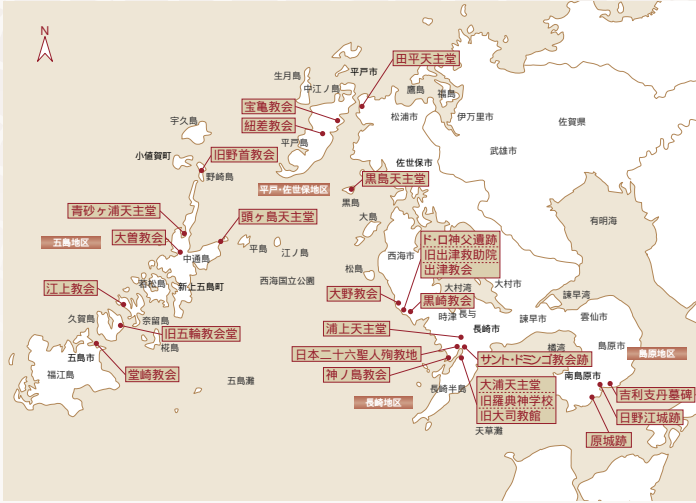 N
田平天主堂
平戸市
生月島
中江ノ島
鷹島
福島
宝亀教会
松浦市
伊万里市
佐賀県
宇久島
紐差教会
平戸島
武雄市
小値賀町
旧野首教会
佐世保市
野崎島
黒島天主堂
平戸・佐世保地区
黒島
青砂ヶ浦天主堂
頭ヶ島天主堂
大島
有明海
大曽教会
五島地区
平島
江ノ島
ド・ロ神父遺跡
旧出津救助院
出津教会
西海市
中通島
松島
西海国立公園
大村市
江上教会
若松島
新上五島町
大野教会
大村湾
黒崎教会
諫早湾
長与
時津
久賀島
奈留島
雲仙市
旧五輪教会堂
浦上天主堂
長崎市
諫早市
椛島
橘湾
島原市
島原地区
五島市
日本二十六聖人殉教地
サント・ドミンゴ教会跡
堂崎教会
福江島
神ノ島教会
南島原市
五島灘
長崎半島
大浦天主堂
旧羅典神学校
旧大司教館
吉利支丹墓碑
長崎地区
日野江城跡
天草灘
原城跡